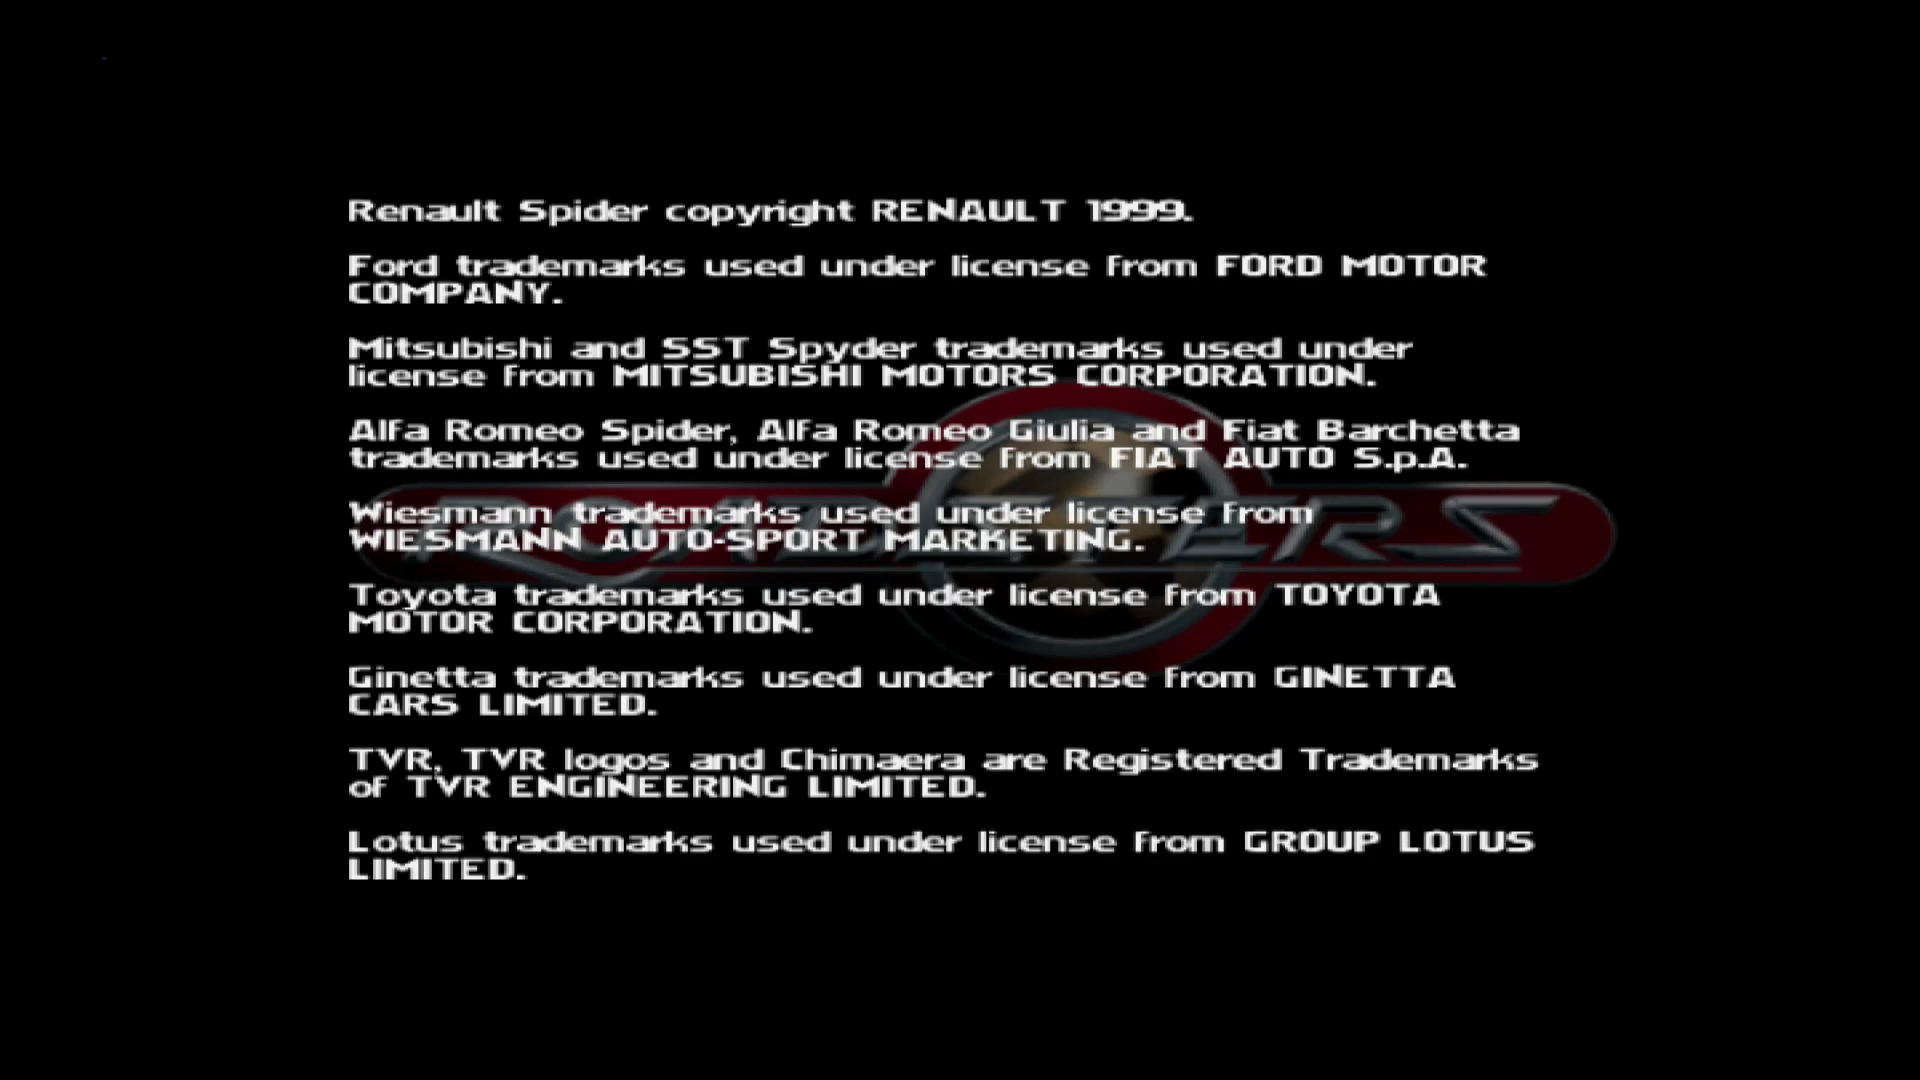 Renault Spider copyright RENAULT 1999.
Ford trademarks used under license from FORD MOTOR
COMPANY.
Mitsubishi and SST Spyder trademarks used under
license from MITSUBISHI MOTORS CORPORATION.
Alfa Romeo Spider, Alfa Romeo Giulia and Fiat Barchetta
trademarks used under license from FIAT AUTO S.p.A.
Wiesmann trademarks used under license from
WIESMANN AUTO-SPORT MARKETING.
ROADSTERS
Toyota trademarks used under license from TOYOTA
MOTOR CORPORATION.
Ginetta trademarks used under license from GINETTA
CARS LIMITED.
TVR, TVR logos and Chimaera are Registered Trademarks
of TVR ENGINEERING LIMITED.
Lotus trademarks used under license from GROUP LOTUS
LIMITED.